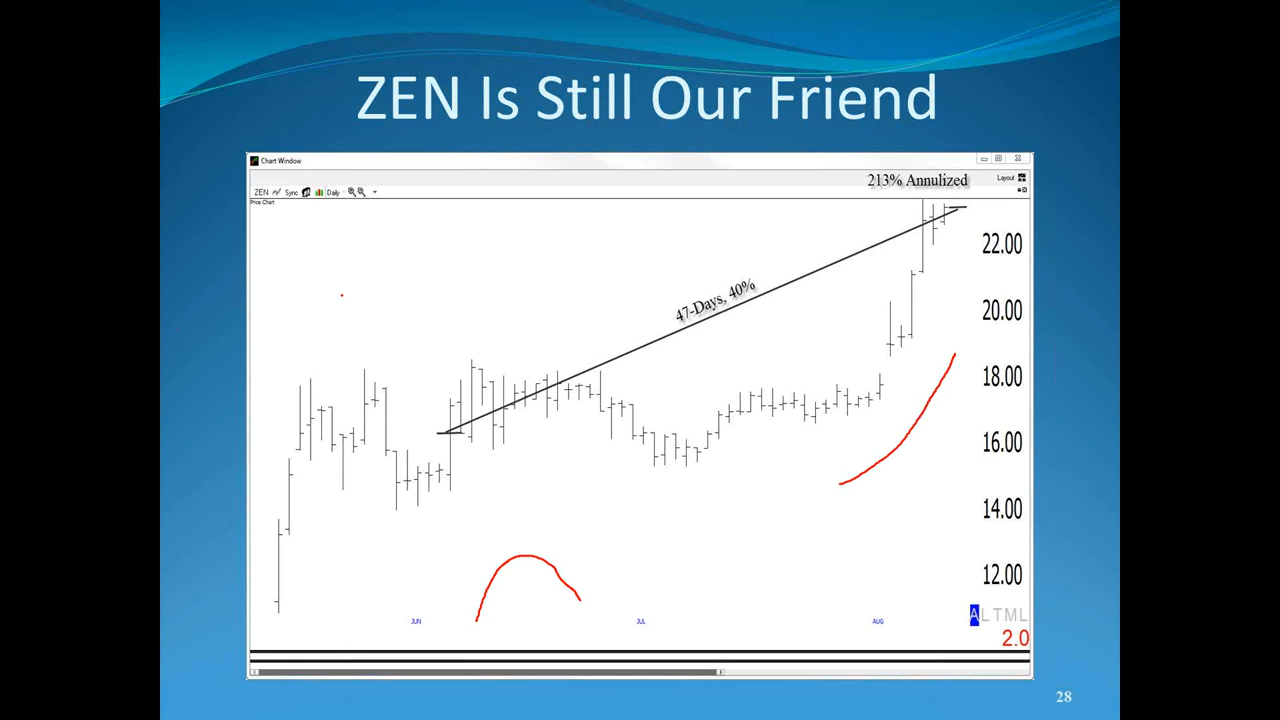 ZEN Is Still Our Friend
Chart Window
213% Annulized
Layout
ZEN
Sync
Daily
Price Chart
22.00
47-Days, 40%
20.00
18.00
16.00
14.00
12.00
A L T M L
JUN
JUL
AUG
2.0
28